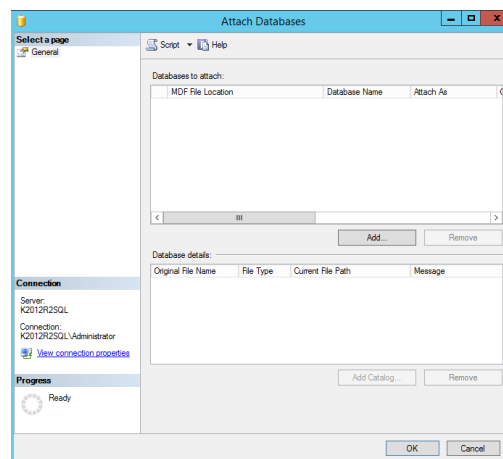 Attach Databases
Select a page
General
Script Help
Databases to attach:
MDF File Location Database Name Attach As
Add... Remove
Database details:
Original File Name File Type Current File Path Message
Add Catalog... Remove
Connection
Server:
K2012R2SQL
Connection:
K2012R2SQL\Administrator
View connection properties
Progress
Ready
OK Cancel